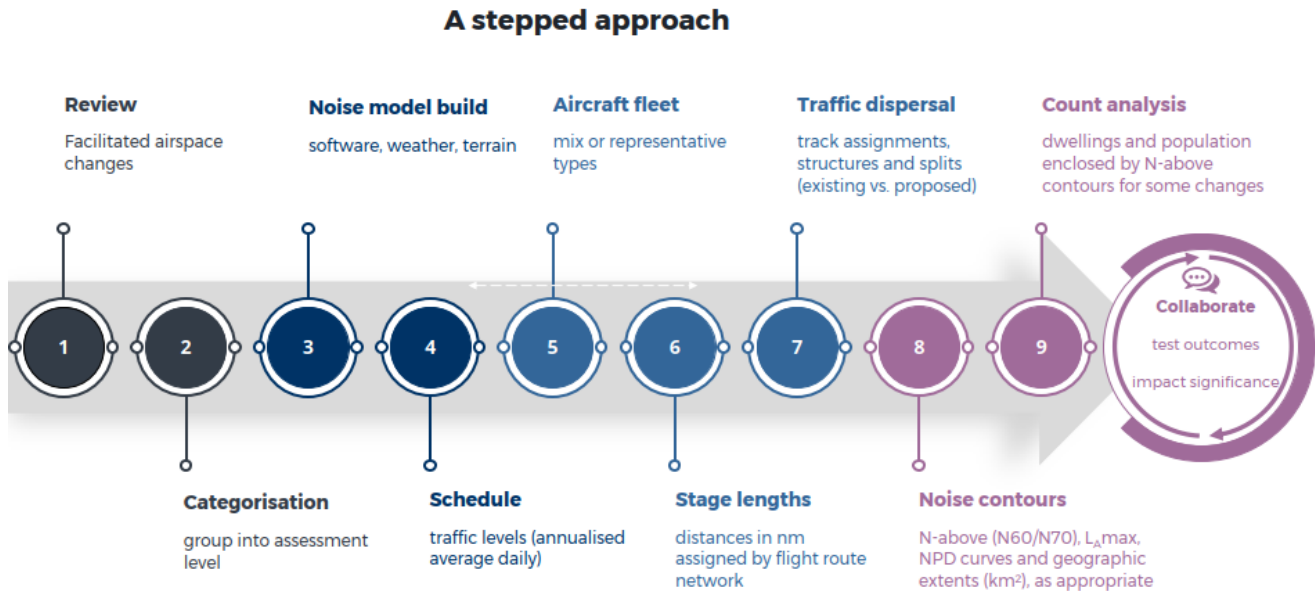 A stepped approach
Review
Facilitated airspace
changes
Noise model build
software, weather, terrain
Aircraft fleet
mix or representative
types
Traffic dispersal
track assignments,
structures and splits
(existing vs. proposed)
Count analysis
dwellings and population
enclosed by N-above
contours for some changes
1
2
3
4
5
6
7
8
9
Collaborate
test outcomes
impact significance
Categorisation
group into assessment
level
Schedule
traffic levels (annualised
average daily)
Stage lengths
distances in nm
assigned by flight route
network
Noise contours
N-above (N60/N70), LAmax,
NPD curves and geographic
extents (km²), as appropriate